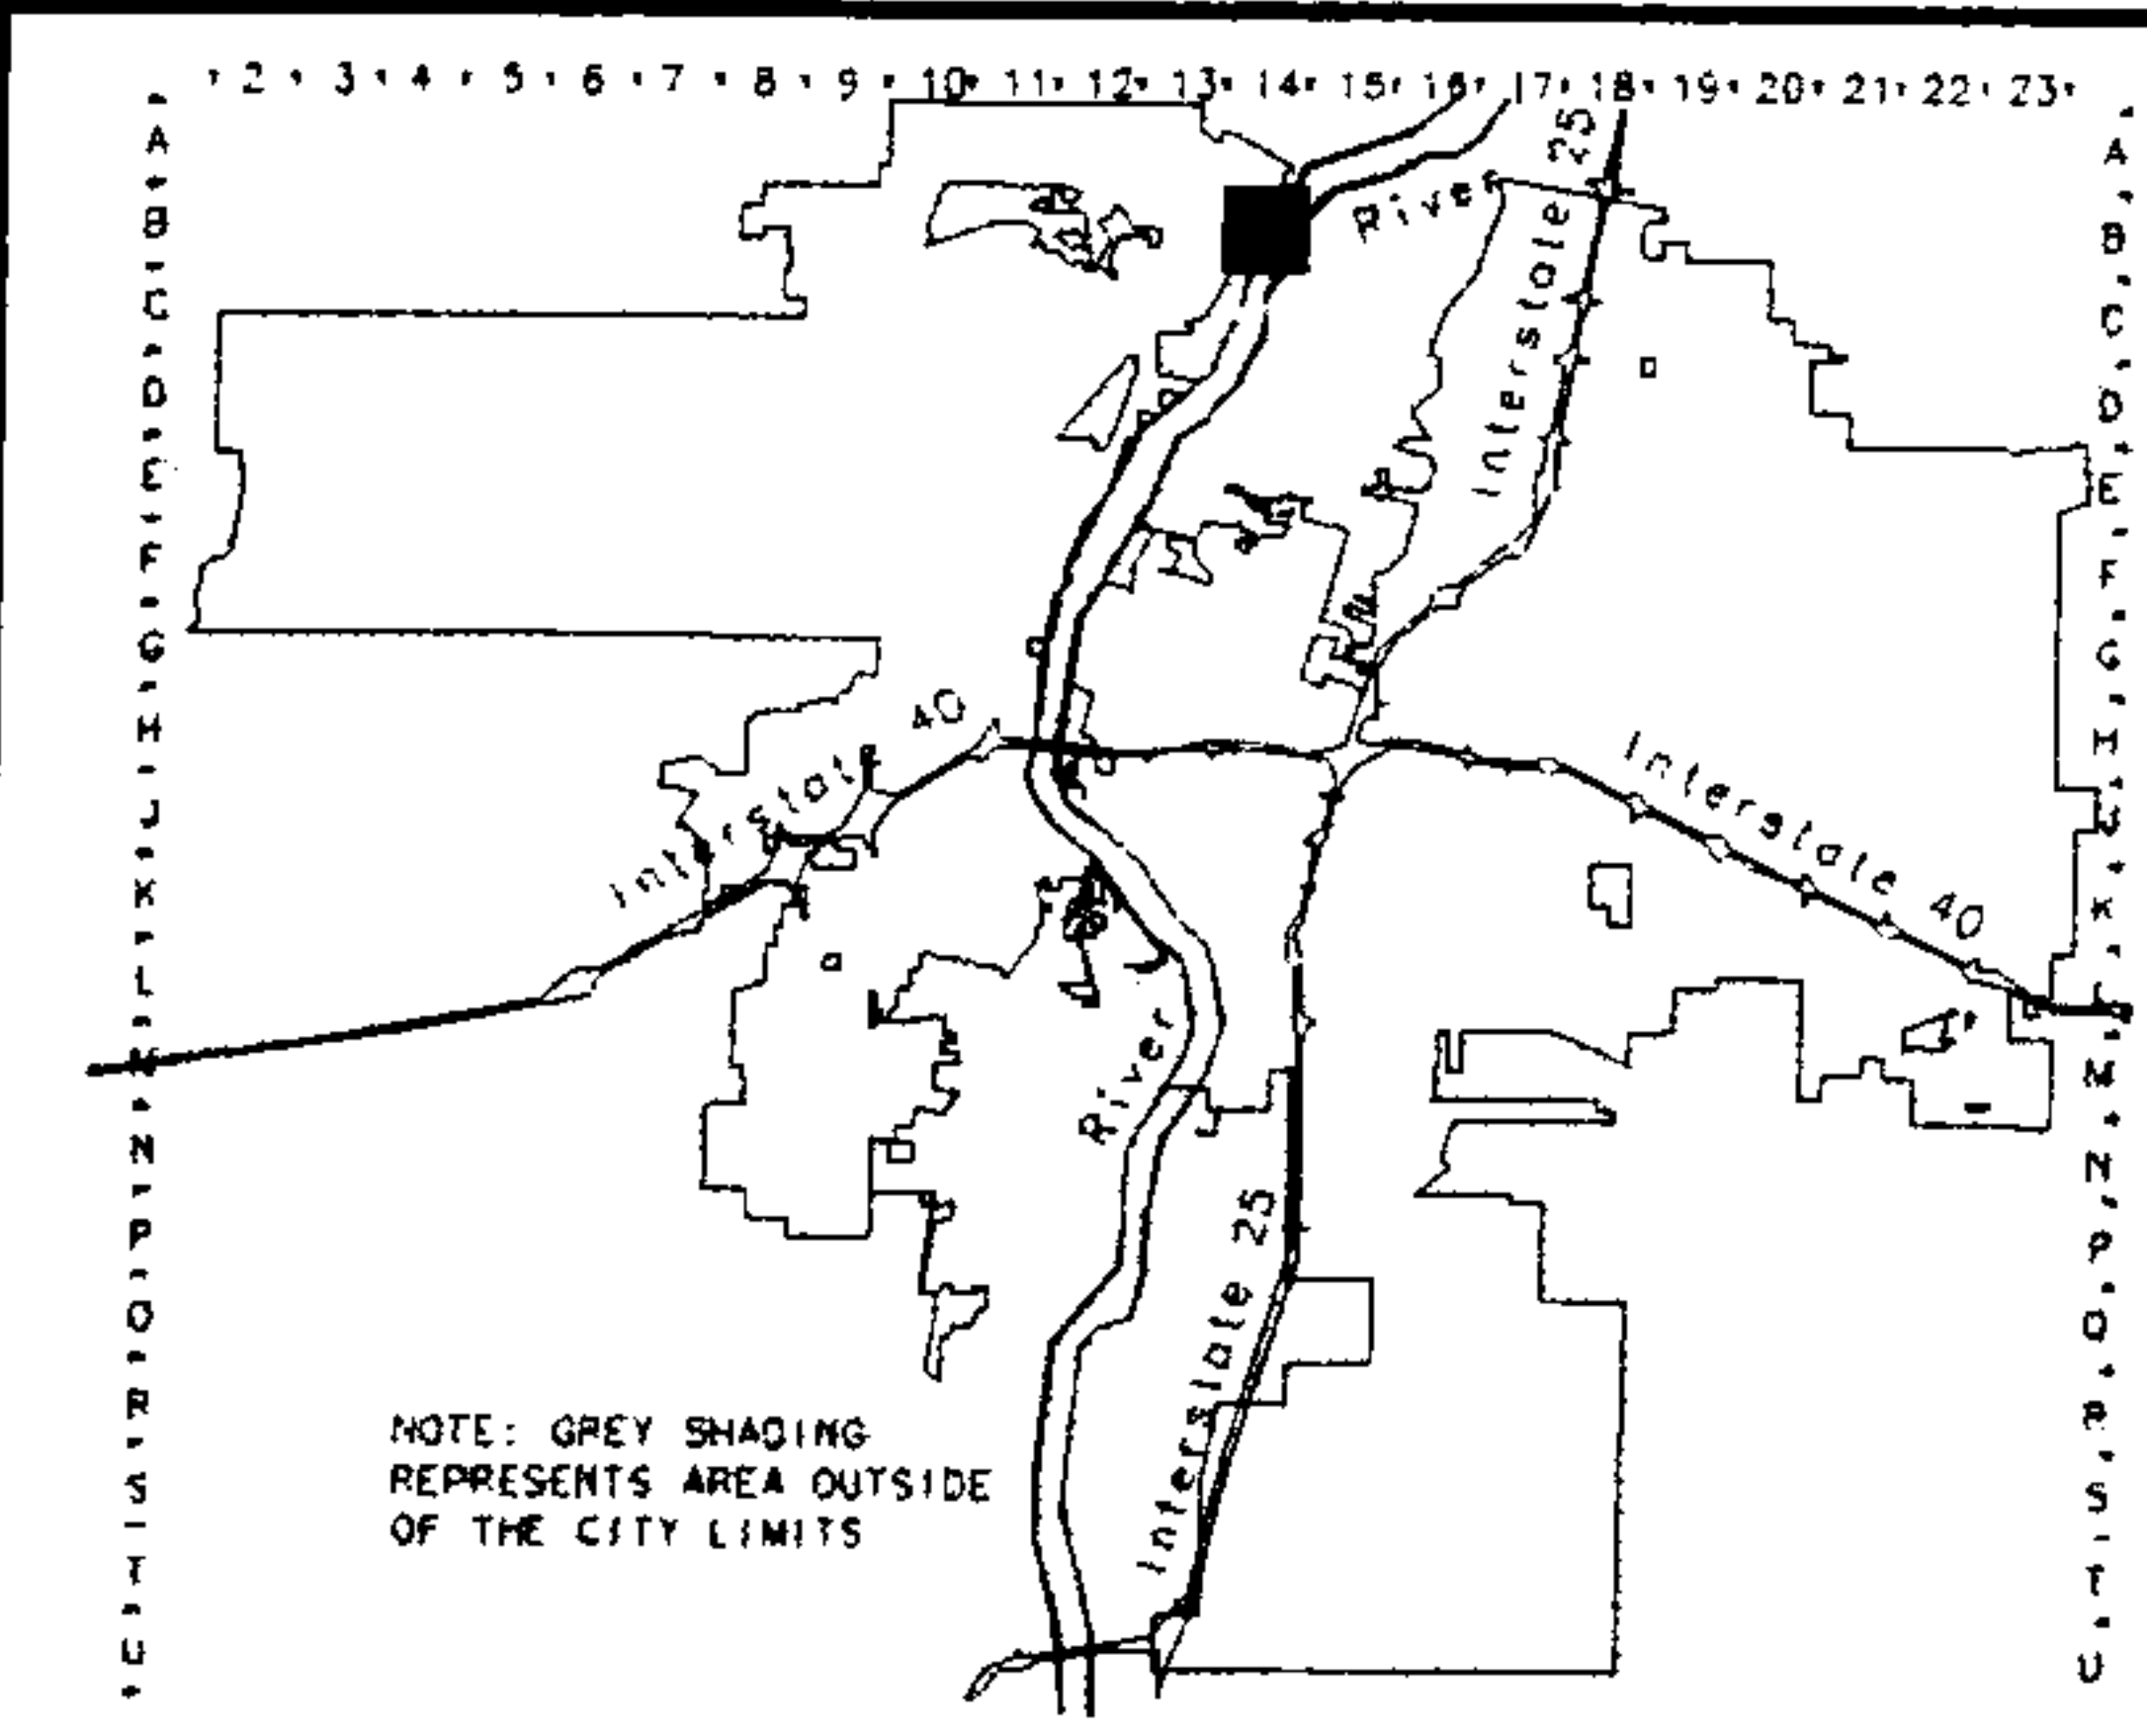 2 3 4 5 6 7 8 9 10 11 12 13 14 15 16 17 18 19 20 21 22 23
A A
B B
C C
D D
E E
F F
G G
H H
J J
K K
L L
M M
N N
P P
Q Q
R R
S S
T T
U U
River
Interstate 25
Interstate 40
Interstate 40
River
Interstate 25
NOTE: GREY SHADING
REPRESENTS AREA OUTSIDE
OF THE CITY LIMITS